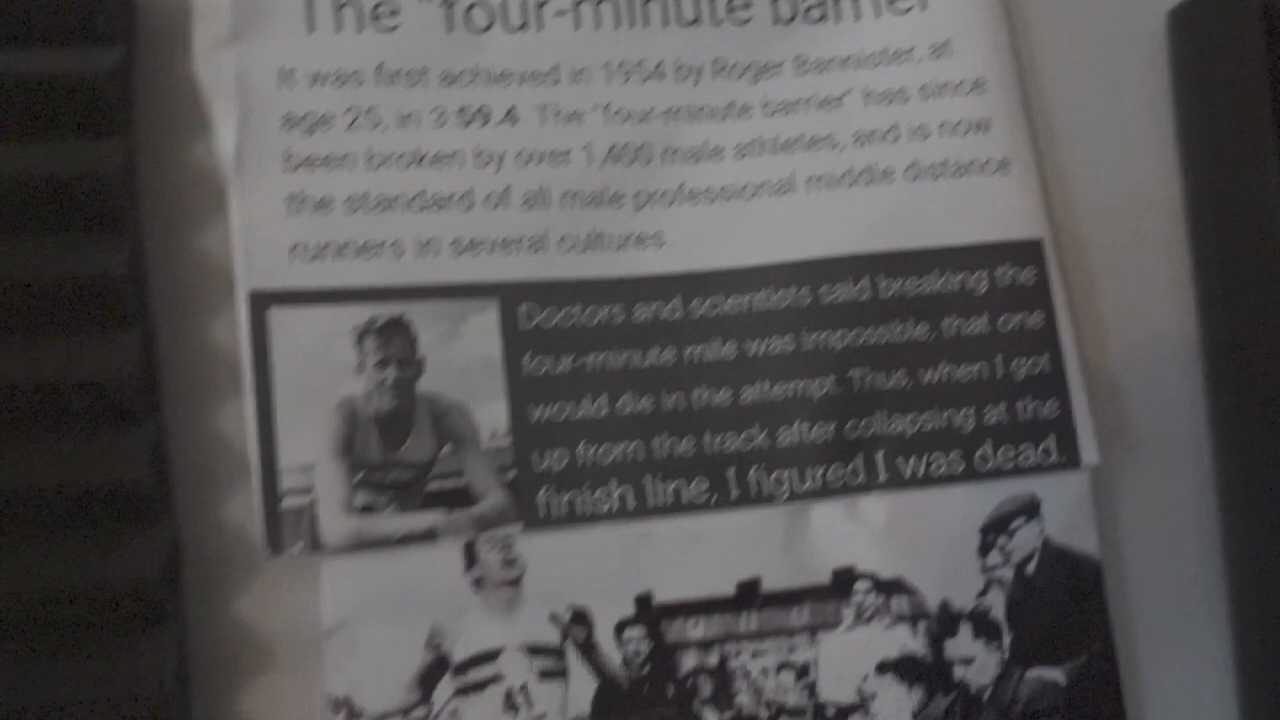 The "four-minute barrier"
It was first achieved in 1954 by Roger Bannister, at
age 25, in 3:59.4. The "four-minute barrier" has since
been broken by over 1,400 male athletes, and is now
the standard of all male professional middle distance
runners in several cultures.
Doctors and scientists said breaking the
four-minute mile was impossible, that one
would die in the attempt. Thus, when I got
up from the track after collapsing at the
finish line, I figured I was dead.
41